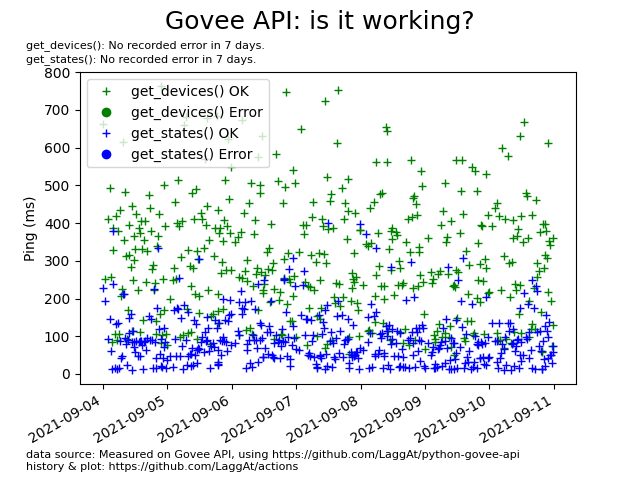 Govee API: is it working?
get_devices(): No recorded error in 7 days.
get_states(): No recorded error in 7 days.
get_devices() OK
get_devices() Error
get_states() OK
get_states() Error
Ping (ms)
800
700
600
500
400
300
200
100
0
2021-09-04
2021-09-05
2021-09-06
2021-09-07
2021-09-08
2021-09-09
2021-09-10
2021-09-11
data source: Measured on Govee API, using https://github.com/LaggAt/python-govee-api
history & plot: https://github.com/LaggAt/actions